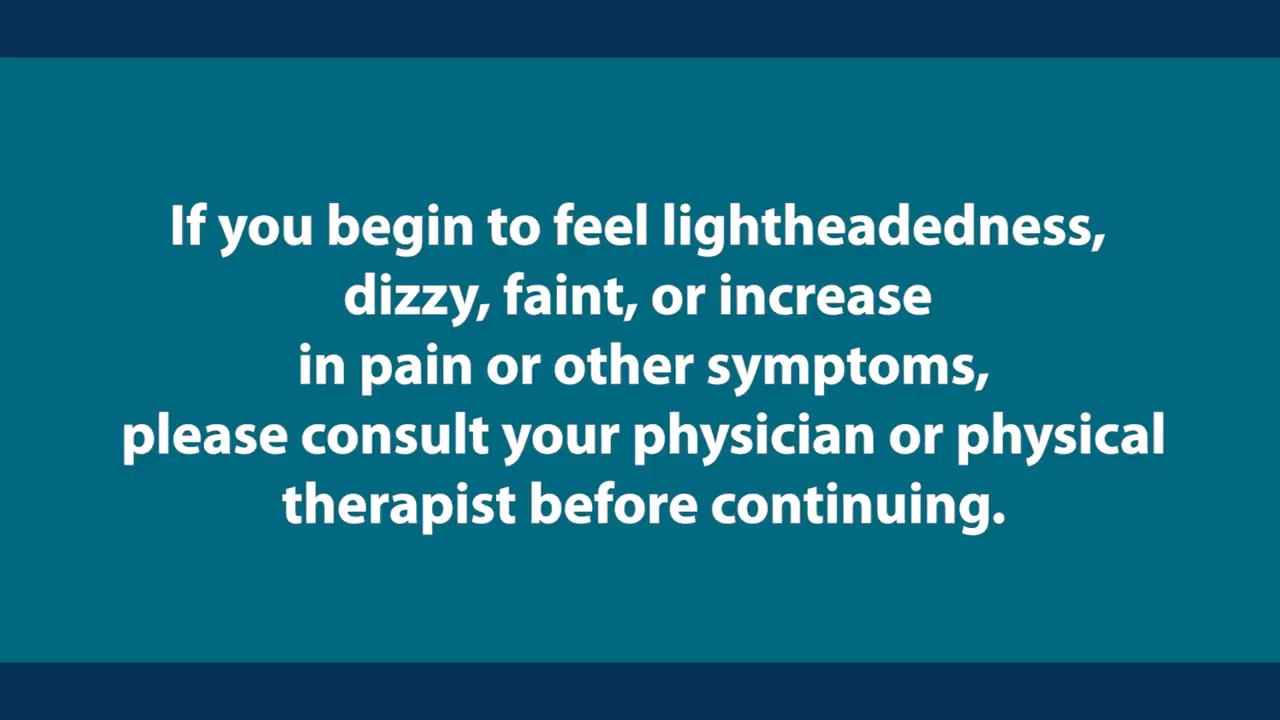 If you begin to feel lightheadedness,
dizzy, faint, or increase
in pain or other symptoms,
please consult your physician or physical
therapist before continuing.